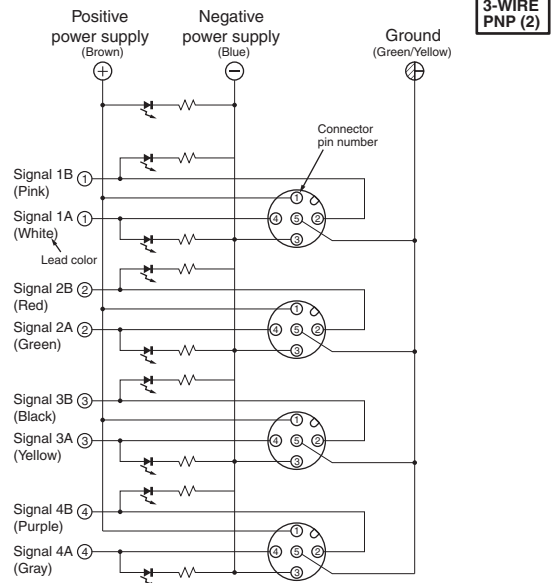 3-WIRE
PNP (2)
Positive
power supply
(Brown)
Negative
power supply
(Blue)
Ground
(Green/Yellow)
+
−
Connector
pin number
Signal 1B ①
(Pink)
① 
Signal 1A ①
(White)
④ ⑤ ②
③
Lead color
Signal 2B ②
(Red)
①
Signal 2A ②
(Green)
④ ⑤ ②
③
Signal 3B ③
(Black)
①
Signal 3A ③
(Yellow)
④ ⑤ ②
③
Signal 4B ④
(Purple)
①
Signal 4A ④
(Gray)
④ ⑤ ②
③